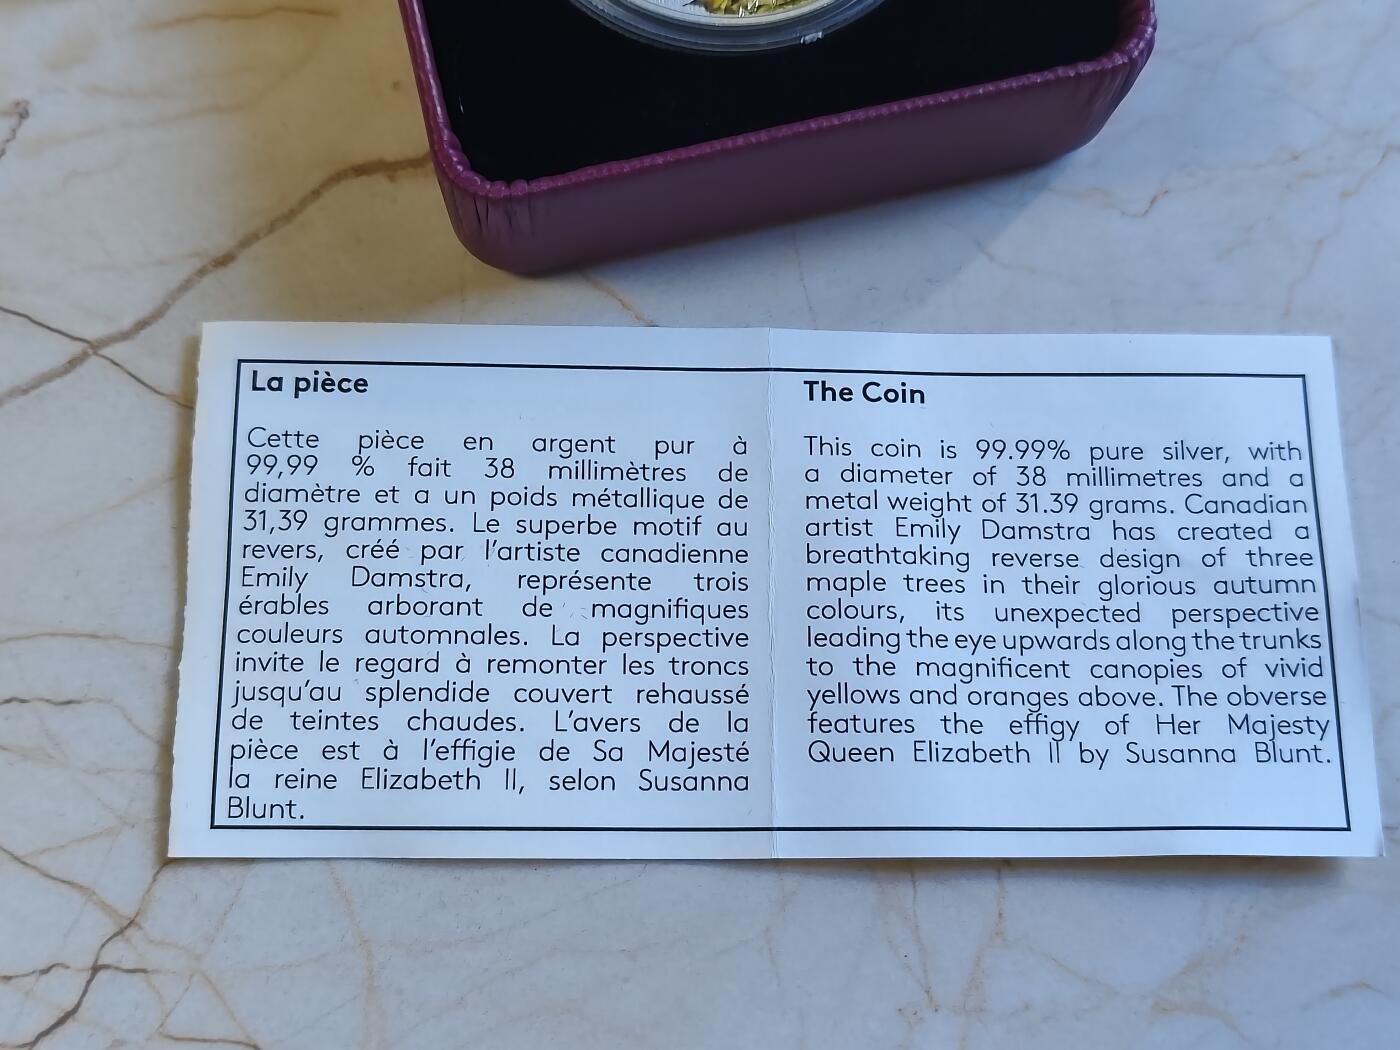 La pièce
Cette pièce en argent pur à
99,99 % fait 38 millimètres de
diamètre et a un poids métallique de
31,39 grammes. Le superbe motif au
revers, créé par l'artiste canadienne
Emily Damstra, représente trois
érables arborant de magnifiques
couleurs automnales. La perspective
invite le regard à remonter les troncs
jusqu'au splendide couvert rehaussé
de teintes chaudes. L'avers de la
pièce est à l'effigie de Sa Majesté
la reine Elizabeth II, selon Susanna
Blunt.
The Coin
This coin is 99.99% pure silver, with
a diameter of 38 millimetres and a
metal weight of 31.39 grams. Canadian
artist Emily Damstra has created a
breathtaking reverse design of three
maple trees in their glorious autumn
colours, its unexpected perspective
leading the eye upwards along the trunks
to the magnificent canopies of vivid
yellows and oranges above. The obverse
features the effigy of Her Majesty
Queen Elizabeth II by Susanna Blunt.